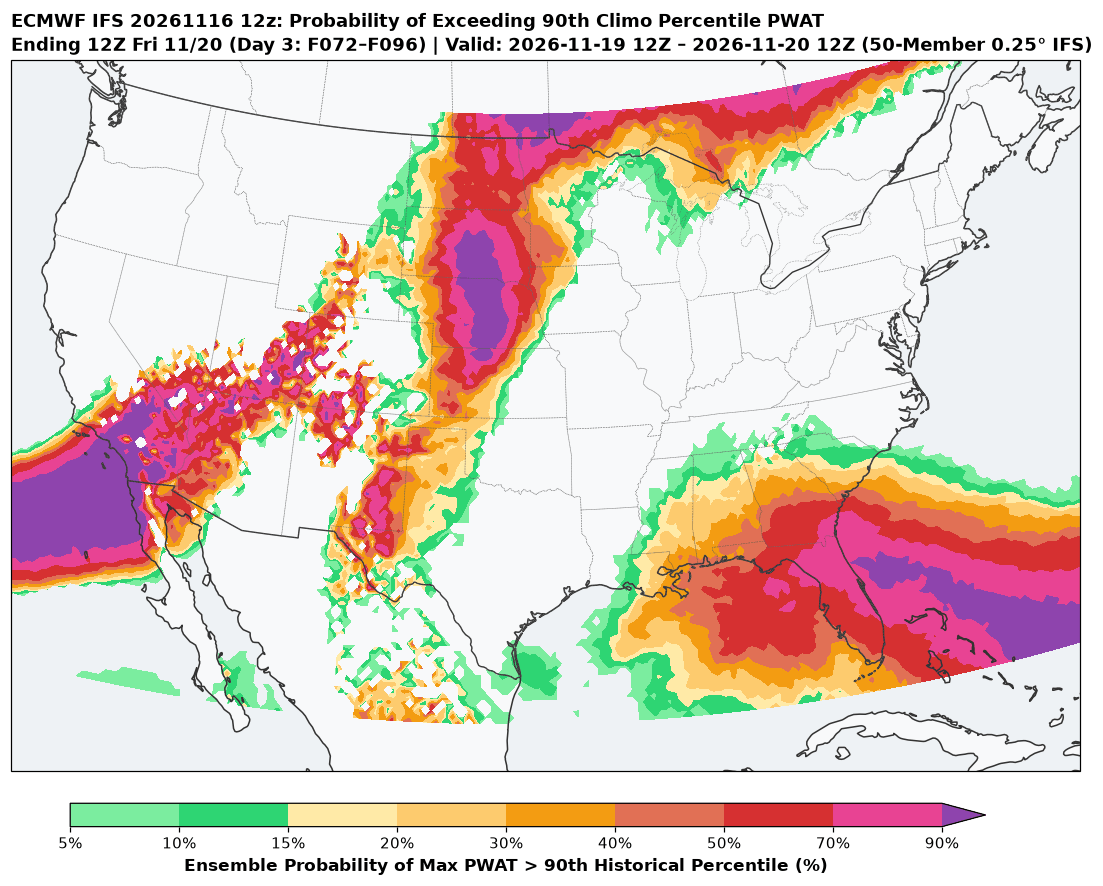 ECMWF IFS 20261116 12z: Probability of Exceeding 90th Climo Percentile PWAT
Ending 12Z Fri 11/20 (Day 3: F072–F096) | Valid: 2026-11-19 12Z – 2026-11-20 12Z (50-Member 0.25° IFS)
5% 10% 15% 20% 30% 40% 50% 70% 90%
Ensemble Probability of Max PWAT > 90th Historical Percentile (%)